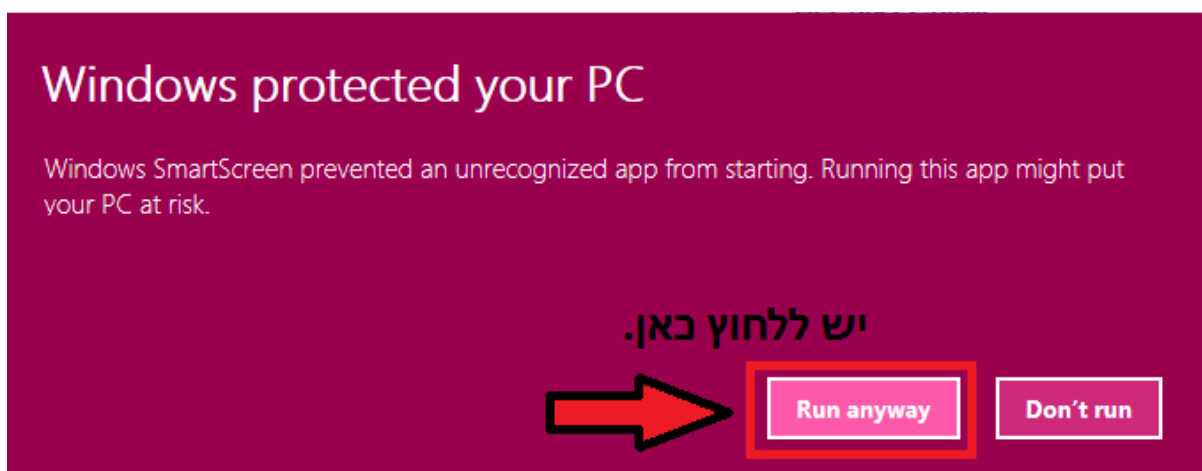 Windows protected your PC
Windows SmartScreen prevented an unrecognized app from starting. Running this app might put
your PC at risk.
יש ללחוץ כאן.
Run anyway
Don't run